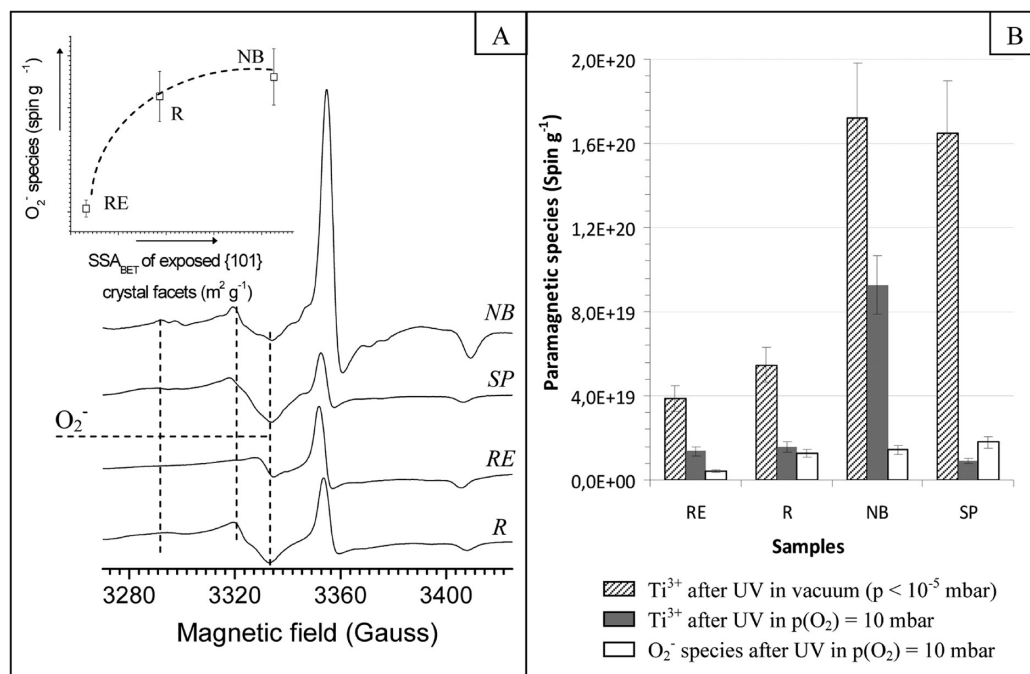 A
O₂⁻ species (spin g⁻¹)
NB
R
RE
SSA_BET of exposed {101}
crystal facets (m² g⁻¹)
NB
SP
O₂⁻
RE
R
3280 3320 3360 3400
Magnetic field (Gauss)
B
Paramagnetic species (Spin g⁻¹)
2,0E+20
1,6E+20
1,2E+20
8,0E+19
4,0E+19
0,0E+00
RE R NB SP
Samples
Ti³⁺ after UV in vacuum (p < 10⁻⁵ mbar)
Ti³⁺ after UV in p(O₂) = 10 mbar
O₂⁻ species after UV in p(O₂) = 10 mbar